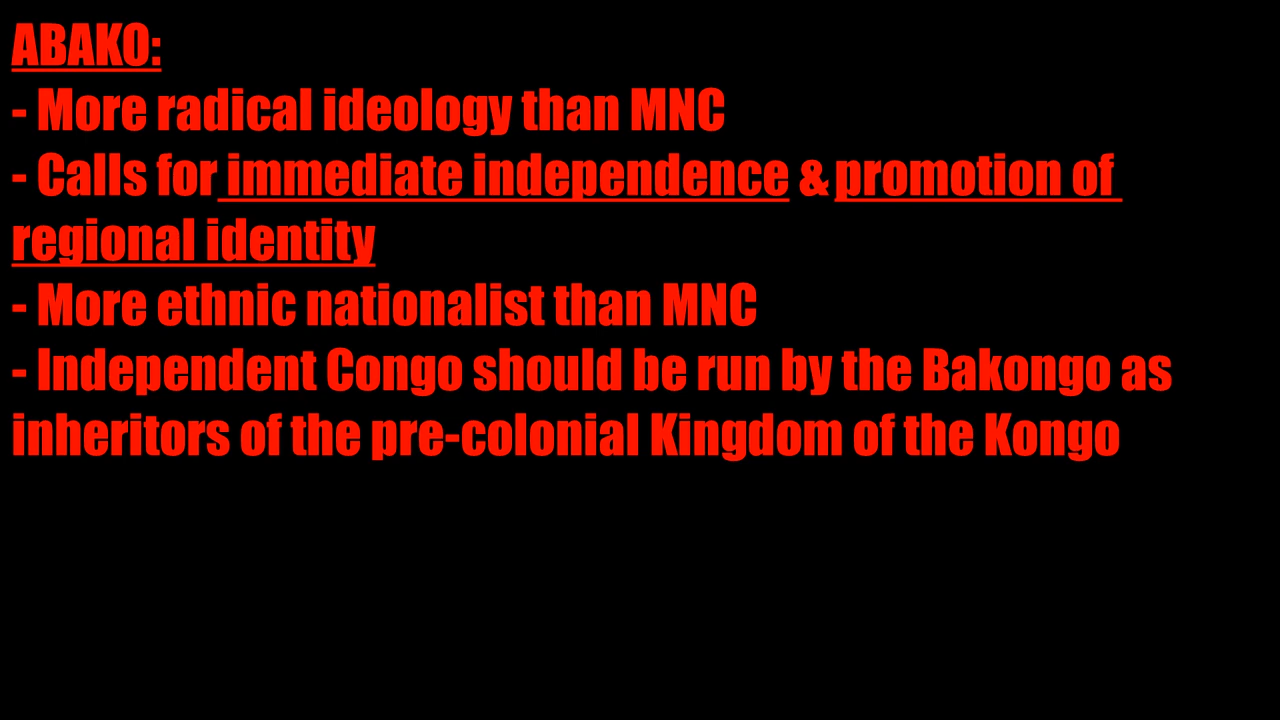 ABAKO:
- More radical ideology than MNC
- Calls for immediate independence & promotion of
regional identity
- More ethnic nationalist than MNC
- Independent Congo should be run by the Bakongo as
inheritors of the pre-colonial Kingdom of the Kongo